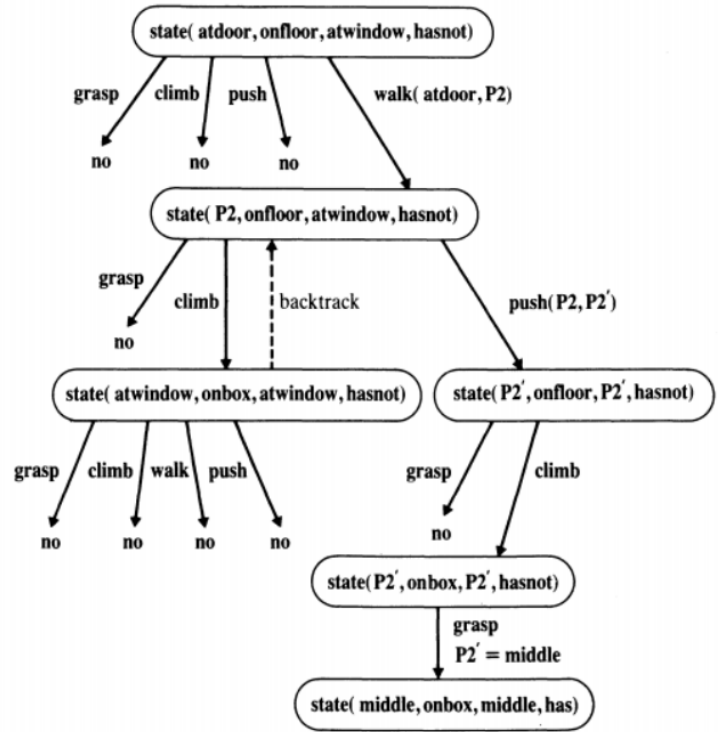 state( atdoor, onfloor, atwindow, hasnot)
grasp climb push walk( atdoor, P2)
no no no
state( P2, onfloor, atwindow, hasnot)
grasp climb backtrack push(P2, P2′)
no
state( atwindow, onbox, atwindow, hasnot) state( P2′, onfloor, P2′, hasnot)
grasp climb walk push grasp climb
no no no no no
state(P2′, onbox, P2′, hasnot)
grasp
P2′ = middle
state( middle, onbox, middle, has)